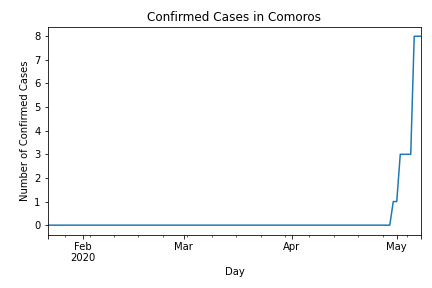 Confirmed Cases in Comoros
8
7
6
5
4
3
2
1
0
Number of Confirmed Cases
Feb
2020
Mar
Apr
May
Day